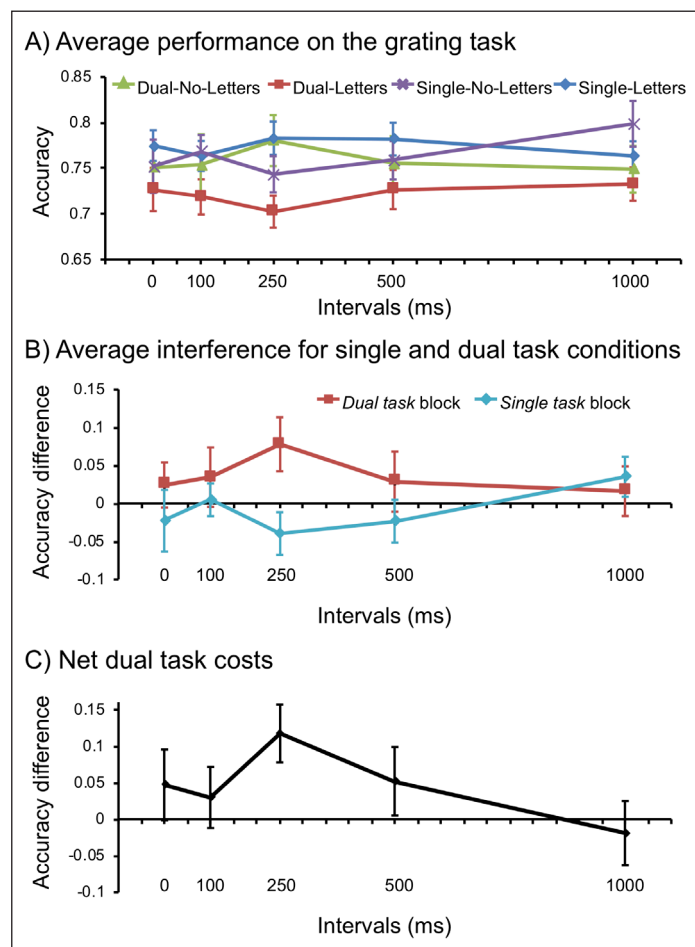 A) Average performance on the grating task
Dual-No-Letters Dual-Letters Single-No-Letters Single-Letters
0.85
0.8
0.75
0.7
0.65
Accuracy
0 100 250 500 1000
Intervals (ms)
B) Average interference for single and dual task conditions
0.15
Dual task block Single task block
0.1
0.05
0
-0.05
-0.1
Accuracy difference
0 100 250 500 1000
Intervals (ms)
C) Net dual task costs
0.15
0.1
0.05
0
-0.05
-0.1
Accuracy difference
0 100 250 500 1000
Intervals (ms)